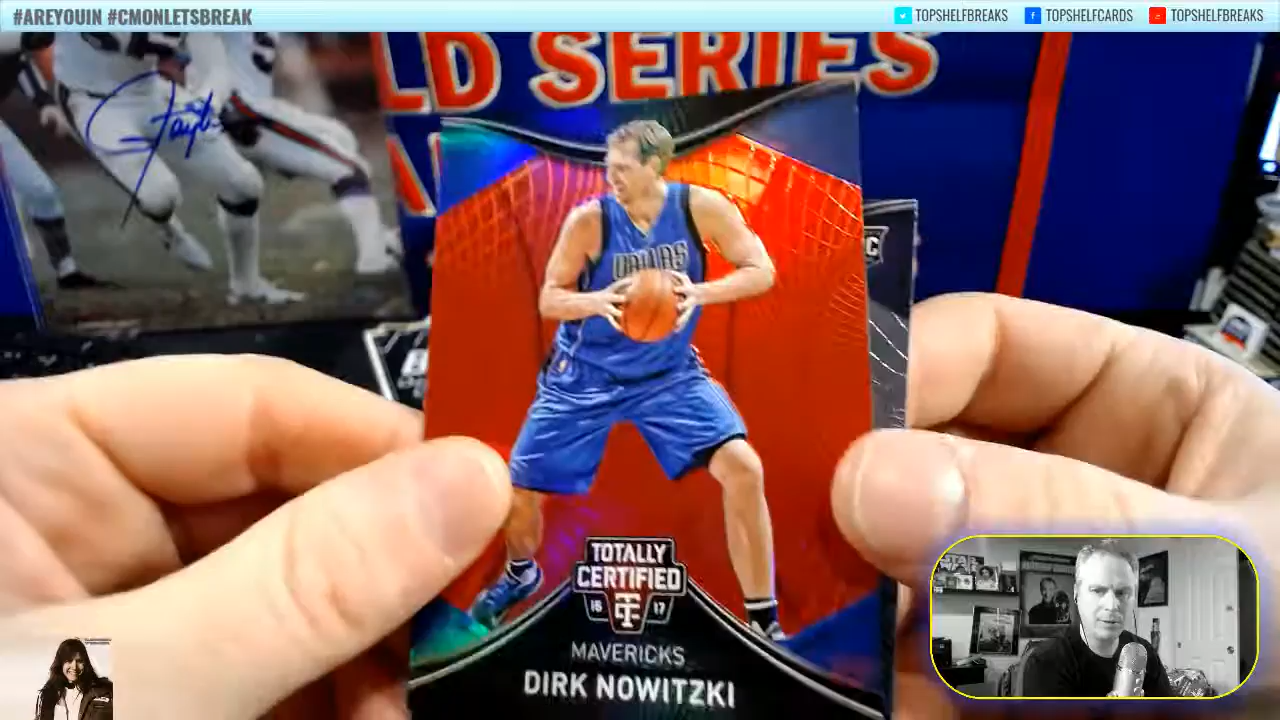 #AREYOUIN #CMONLETSBREAK
TOPSHELFBREAKS TOPSHELFCARDS TOPSHELFBREAKS
LD SERIES
DALLAS
TOTALLY
CERTIFIED
16 17
MAVERICKS
DIRK NOWITZKI